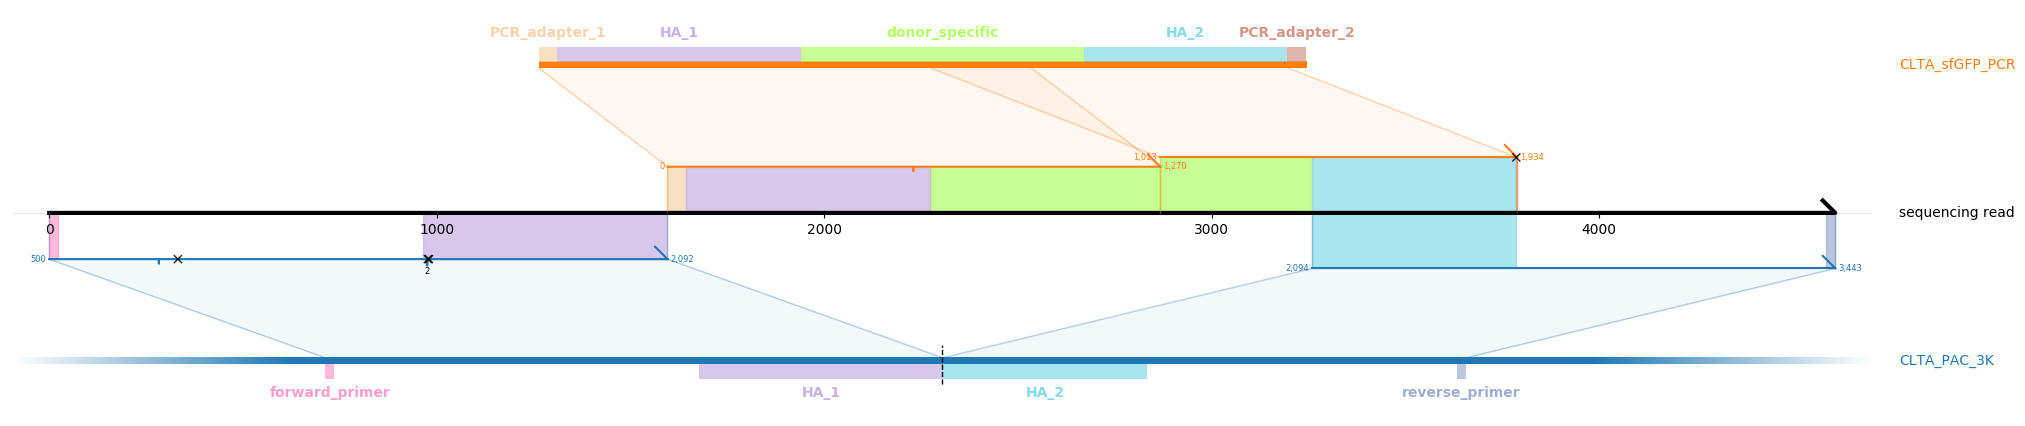 PCR_adapter_1 HA_1 donor_specific HA_2 PCR_adapter_2
CLTA_sfGFP_PCR
1,013 1,934
0 1,270
sequencing read
0 1000 2000 3000 4000
500 2,092
2
2,094 3,443
CLTA_PAC_3K
forward_primer HA_1 HA_2 reverse_primer